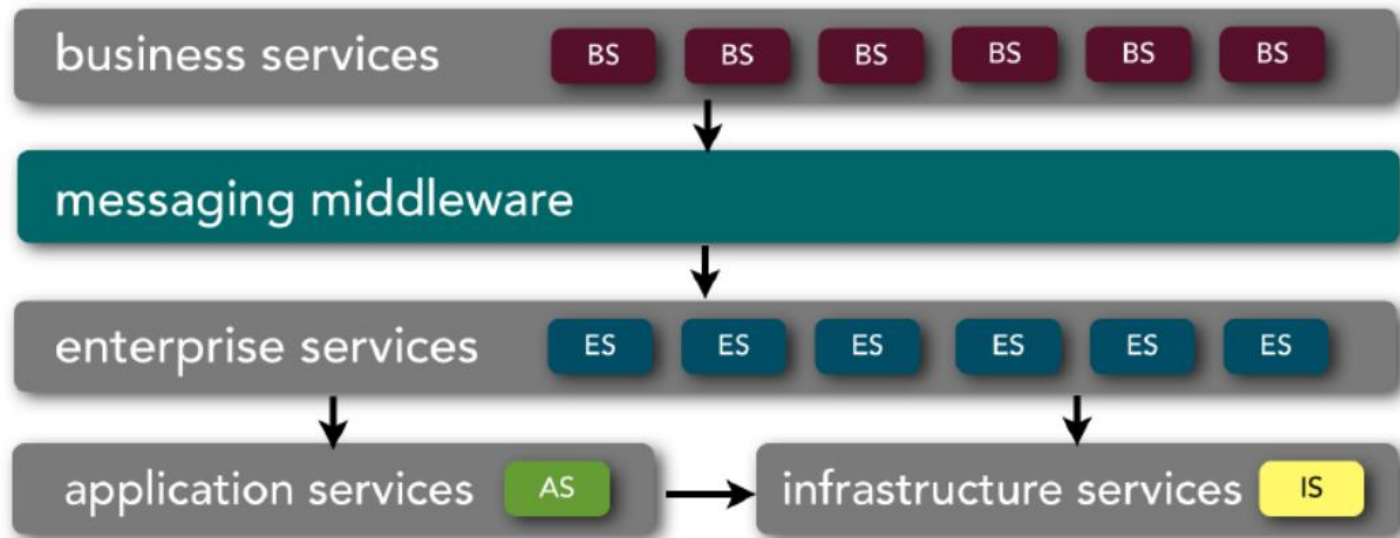 business services BS BS BS BS BS BS
messaging middleware
enterprise services ES ES ES ES ES ES
application services AS infrastructure services IS